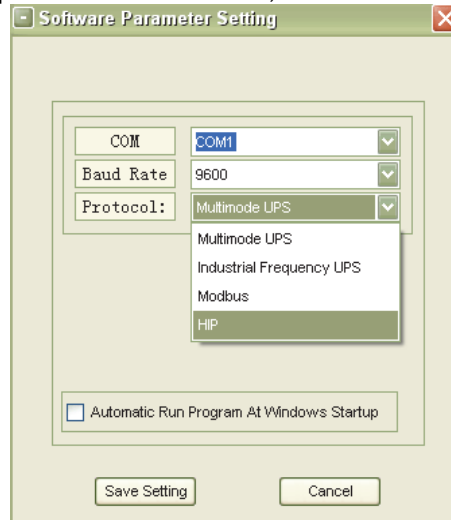 Software Parameter Setting
COM COM1
Baud Rate 9600
Protocol: Multimode UPS
Multimode UPS
Industrial Frequency UPS
Modbus
HIP
Automatic Run Program At Windows Startup
Save Setting Cancel